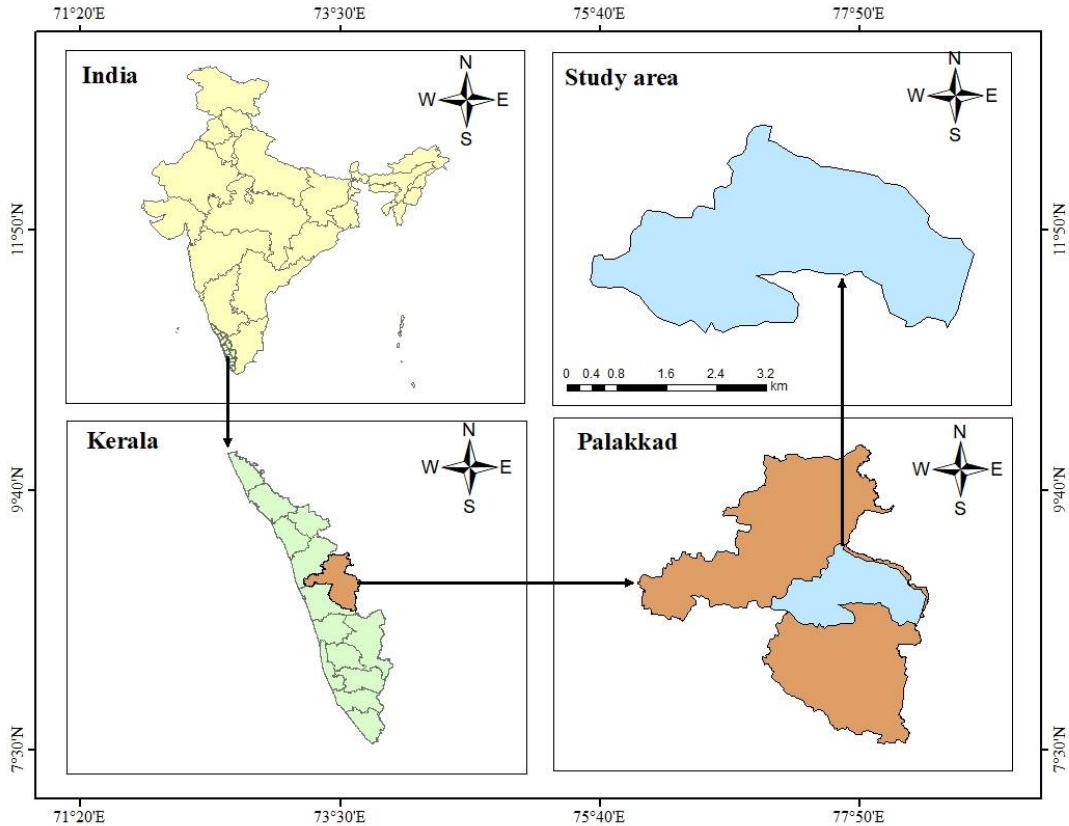 71°20'E 73°30'E 75°40'E 77°50'E
India
N
W E
S
Study area
N
W E
S
11°50'N
11°50'N
0 0.4 0.8 1.6 2.4 3.2
km
Kerala
N
W E
S
Palakkad
N
W E
S
9°40'N
9°40'N
7°30'N
7°30'N
71°20'E 73°30'E 75°40'E 77°50'E